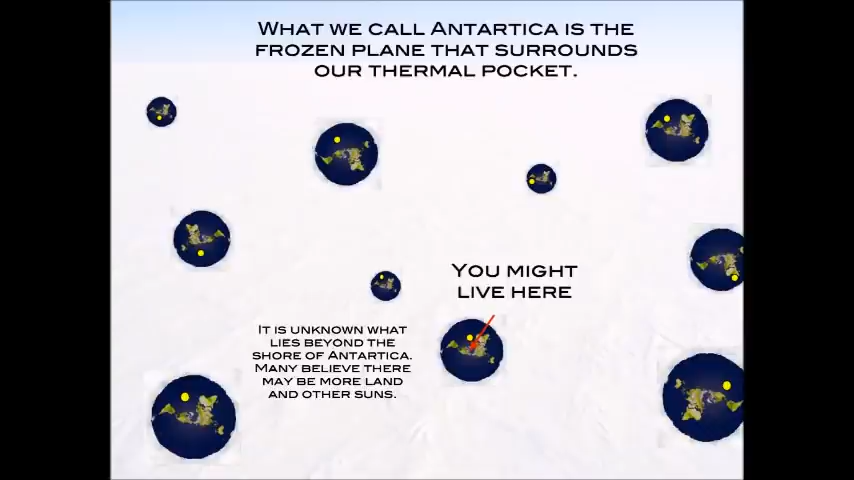 What we call Antartica is the
frozen plane that surrounds
our thermal pocket.
You might
live here
It is unknown what
lies beyond the
shore of Antartica.
Many believe there
may be more land
and other suns.